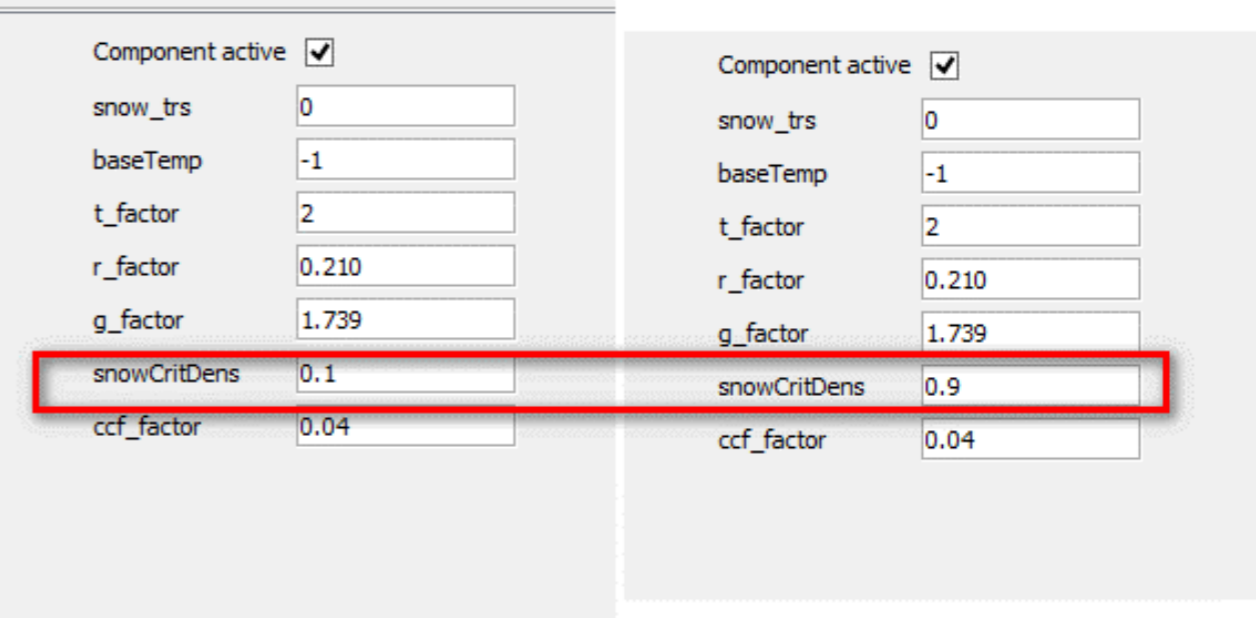 Component active
snow_trs 0
baseTemp -1
t_factor 2
r_factor 0.210
g_factor 1.739
snowCritDens 0.1
ccf_factor 0.04
Component active
snow_trs 0
baseTemp -1
t_factor 2
r_factor 0.210
g_factor 1.739
snowCritDens 0.9
ccf_factor 0.04